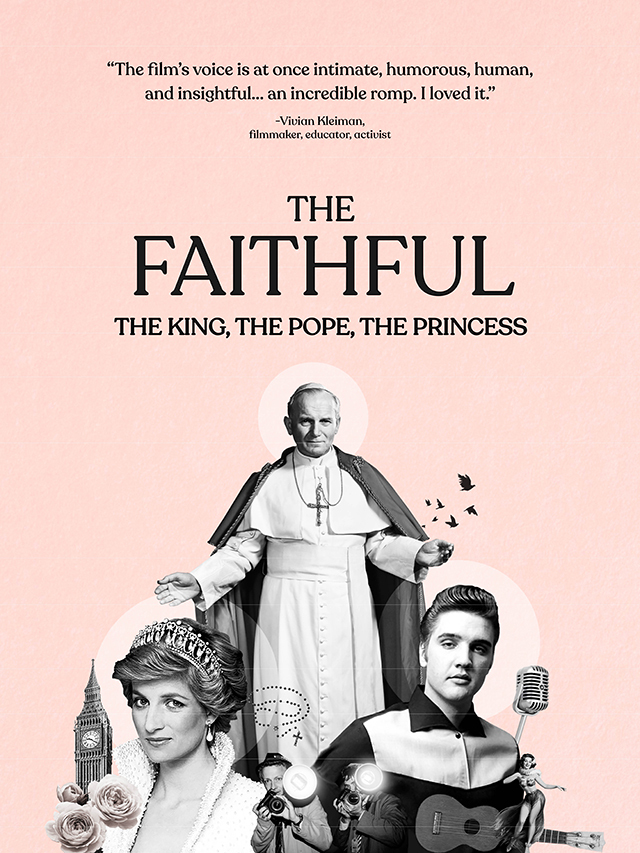 “The film’s voice is at once intimate, humorous, human,
and insightful... an incredible romp. I loved it.”
-Vivian Kleiman,
filmmaker, educator, activist
THE
FAITHFUL
THE KING, THE POPE, THE PRINCESS